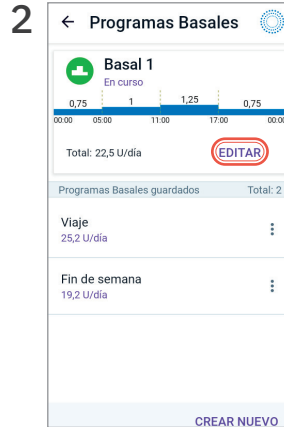 2
← Programas Basales
Basal 1
En curso
0,75 1 1,25 0,75
00:00 05:00 11:00 17:00 00:00
Total: 22,5 U/día EDITAR
Programas Basales guardados Total: 2
Viaje
25,2 U/día
Fin de semana
19,2 U/día
CREAR NUEVO